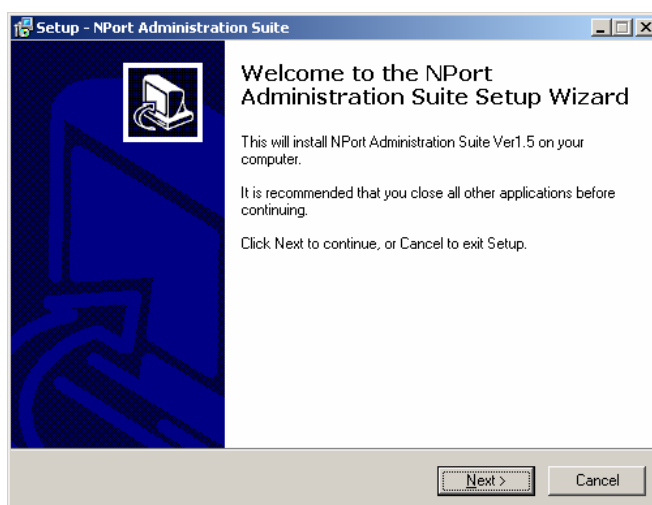 Setup - NPort Administration Suite
Welcome to the NPort
Administration Suite Setup Wizard
This will install NPort Administration Suite Ver1.5 on your
computer.
It is recommended that you close all other applications before
continuing.
Click Next to continue, or Cancel to exit Setup.
Next >
Cancel